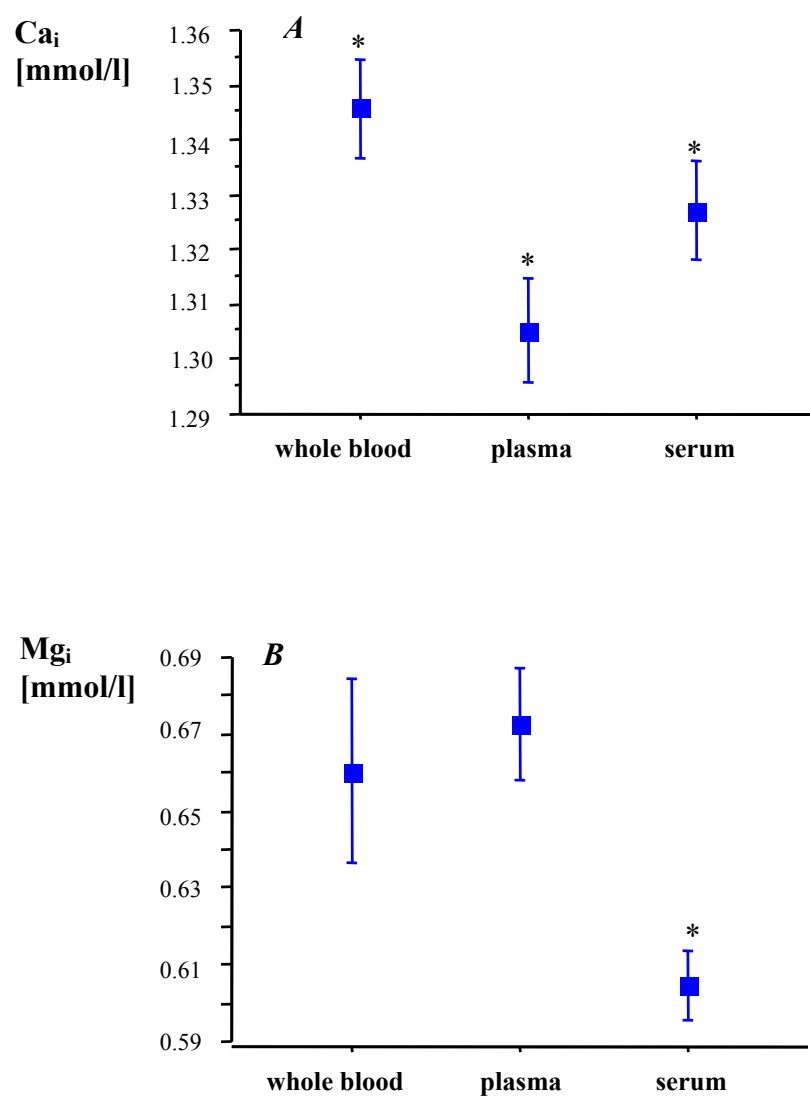 Ca_i
[mmol/l]
A
1.36
1.35
1.34
1.33
1.32
1.31
1.30
1.29
*
*
*
whole blood plasma serum
Mg_i
[mmol/l]
B
0.69
0.67
0.65
0.63
0.61
0.59
*
whole blood plasma serum